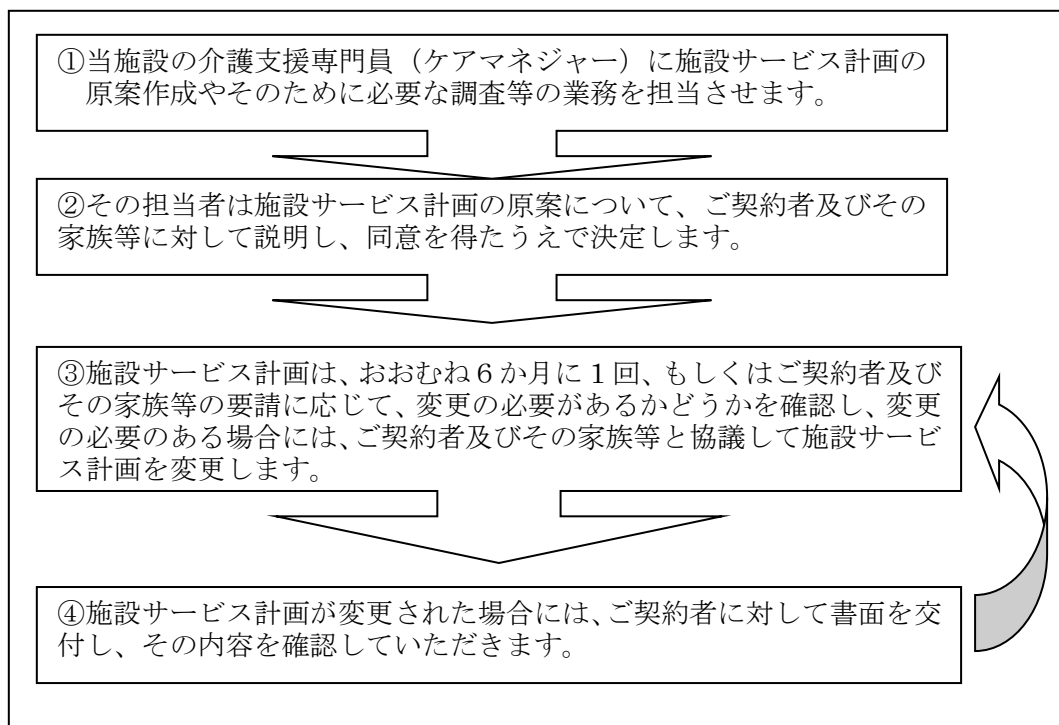 ①当施設の介護支援専門員（ケアマネジャー）に施設サービス計画の
原案作成やそのために必要な調査等の業務を担当させます。
②その担当者は施設サービス計画の原案について、ご契約者及びその
家族等に対して説明し、同意を得たうえで決定します。
③施設サービス計画は、おおむね６か月に１回、もしくはご契約者及び
その家族等の要請に応じて、変更の必要があるかどうかを確認し、変更
の必要のある場合には、ご契約者及びその家族等と協議して施設サービ
ス計画を変更します。
④施設サービス計画が変更された場合には、ご契約者に対して書面を交
付し、その内容を確認していただきます。